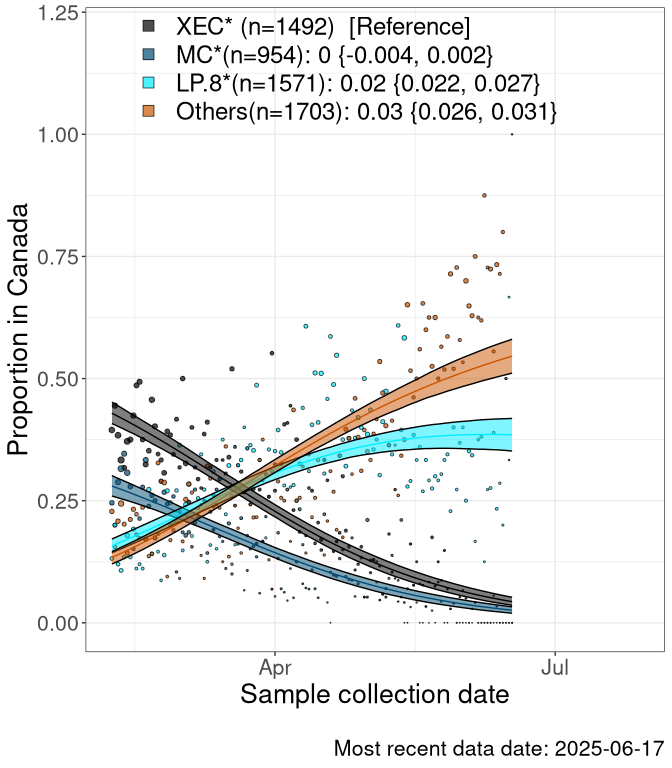 XEC* (n=1492)  [Reference]
MC*(n=954): 0 {-0.004, 0.002}
LP.8*(n=1571): 0.02 {0.022, 0.027}
Others(n=1703): 0.03 {0.026, 0.031}
1.25
1.00
0.75
0.50
0.25
0.00
Proportion in Canada
Apr
Jul
Sample collection date
Most recent data date: 2025-06-17